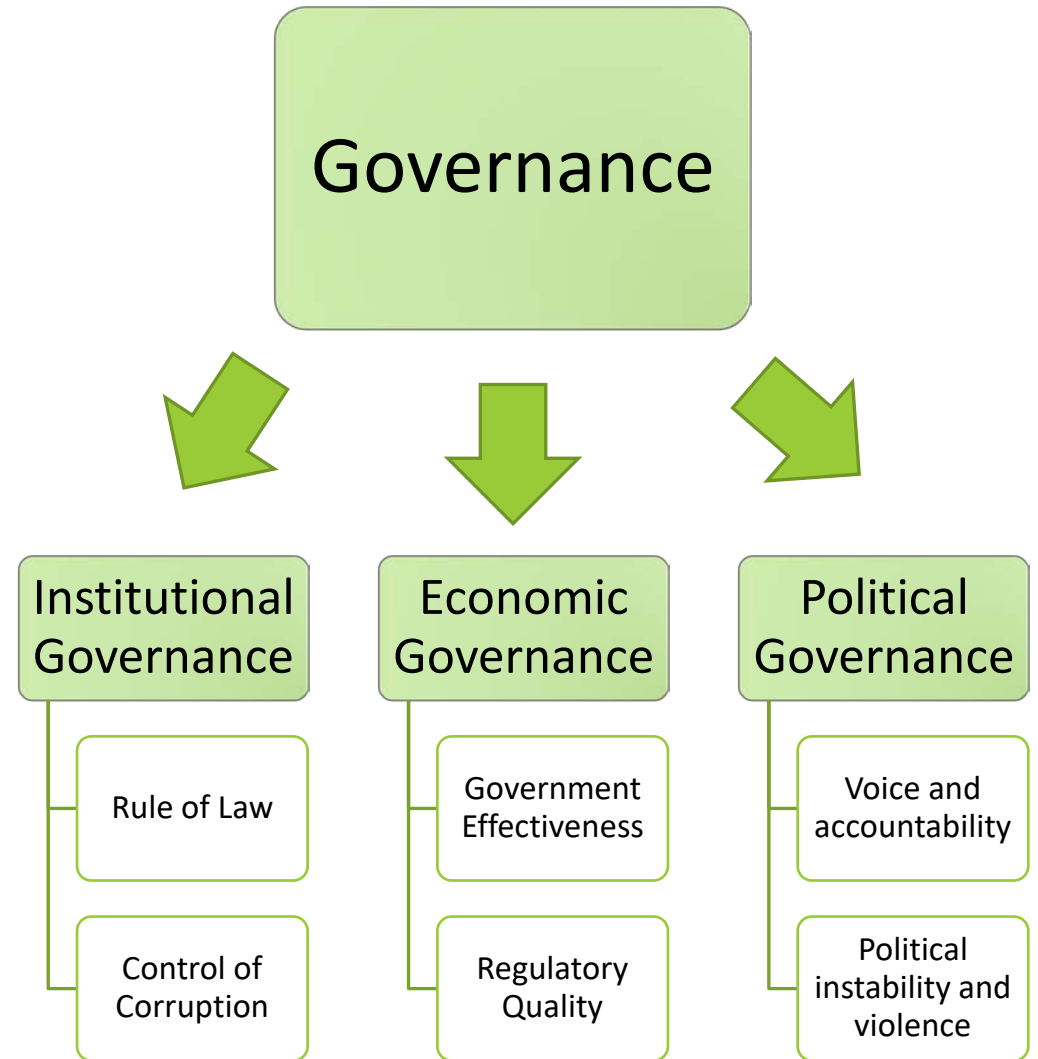 Governance
Institutional
Governance
Rule of Law
Control of
Corruption
Economic
Governance
Government
Effectiveness
Regulatory
Quality
Political
Governance
Voice and
accountability
Political
instability and
violence